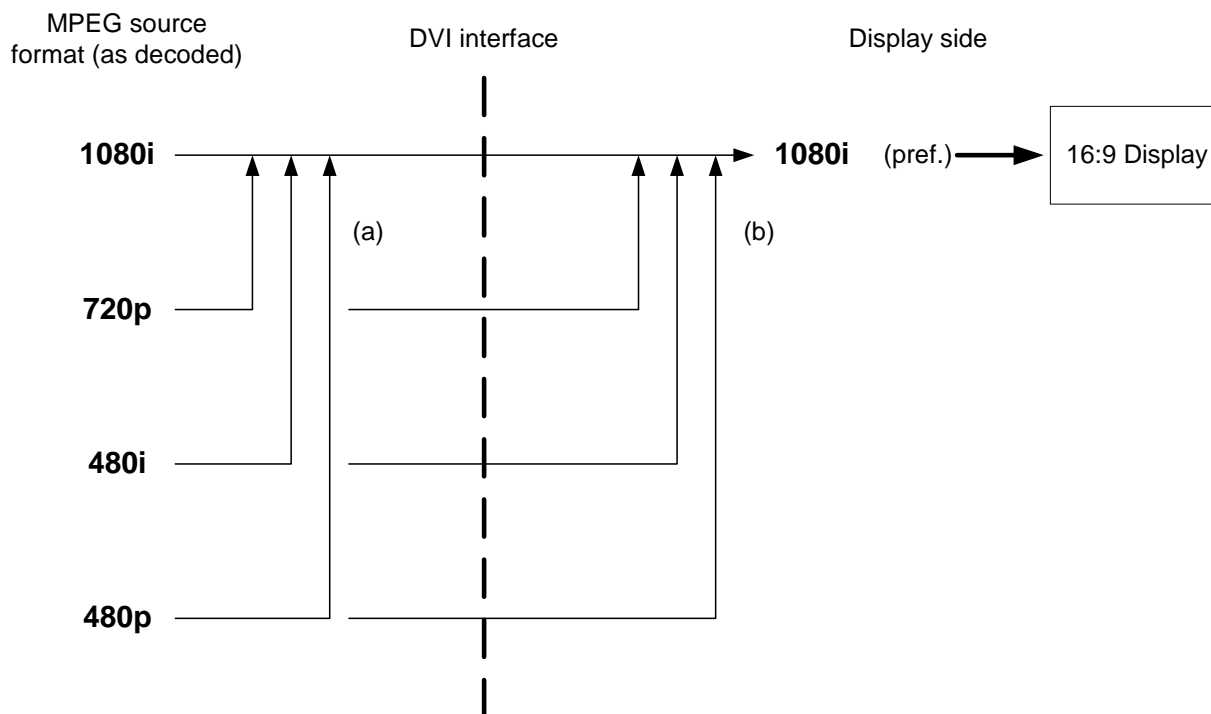 MPEG source
format (as decoded)
DVI interface
Display side
1080i
1080i
(pref.)
16:9 Display
(a)
(b)
720p
480i
480p